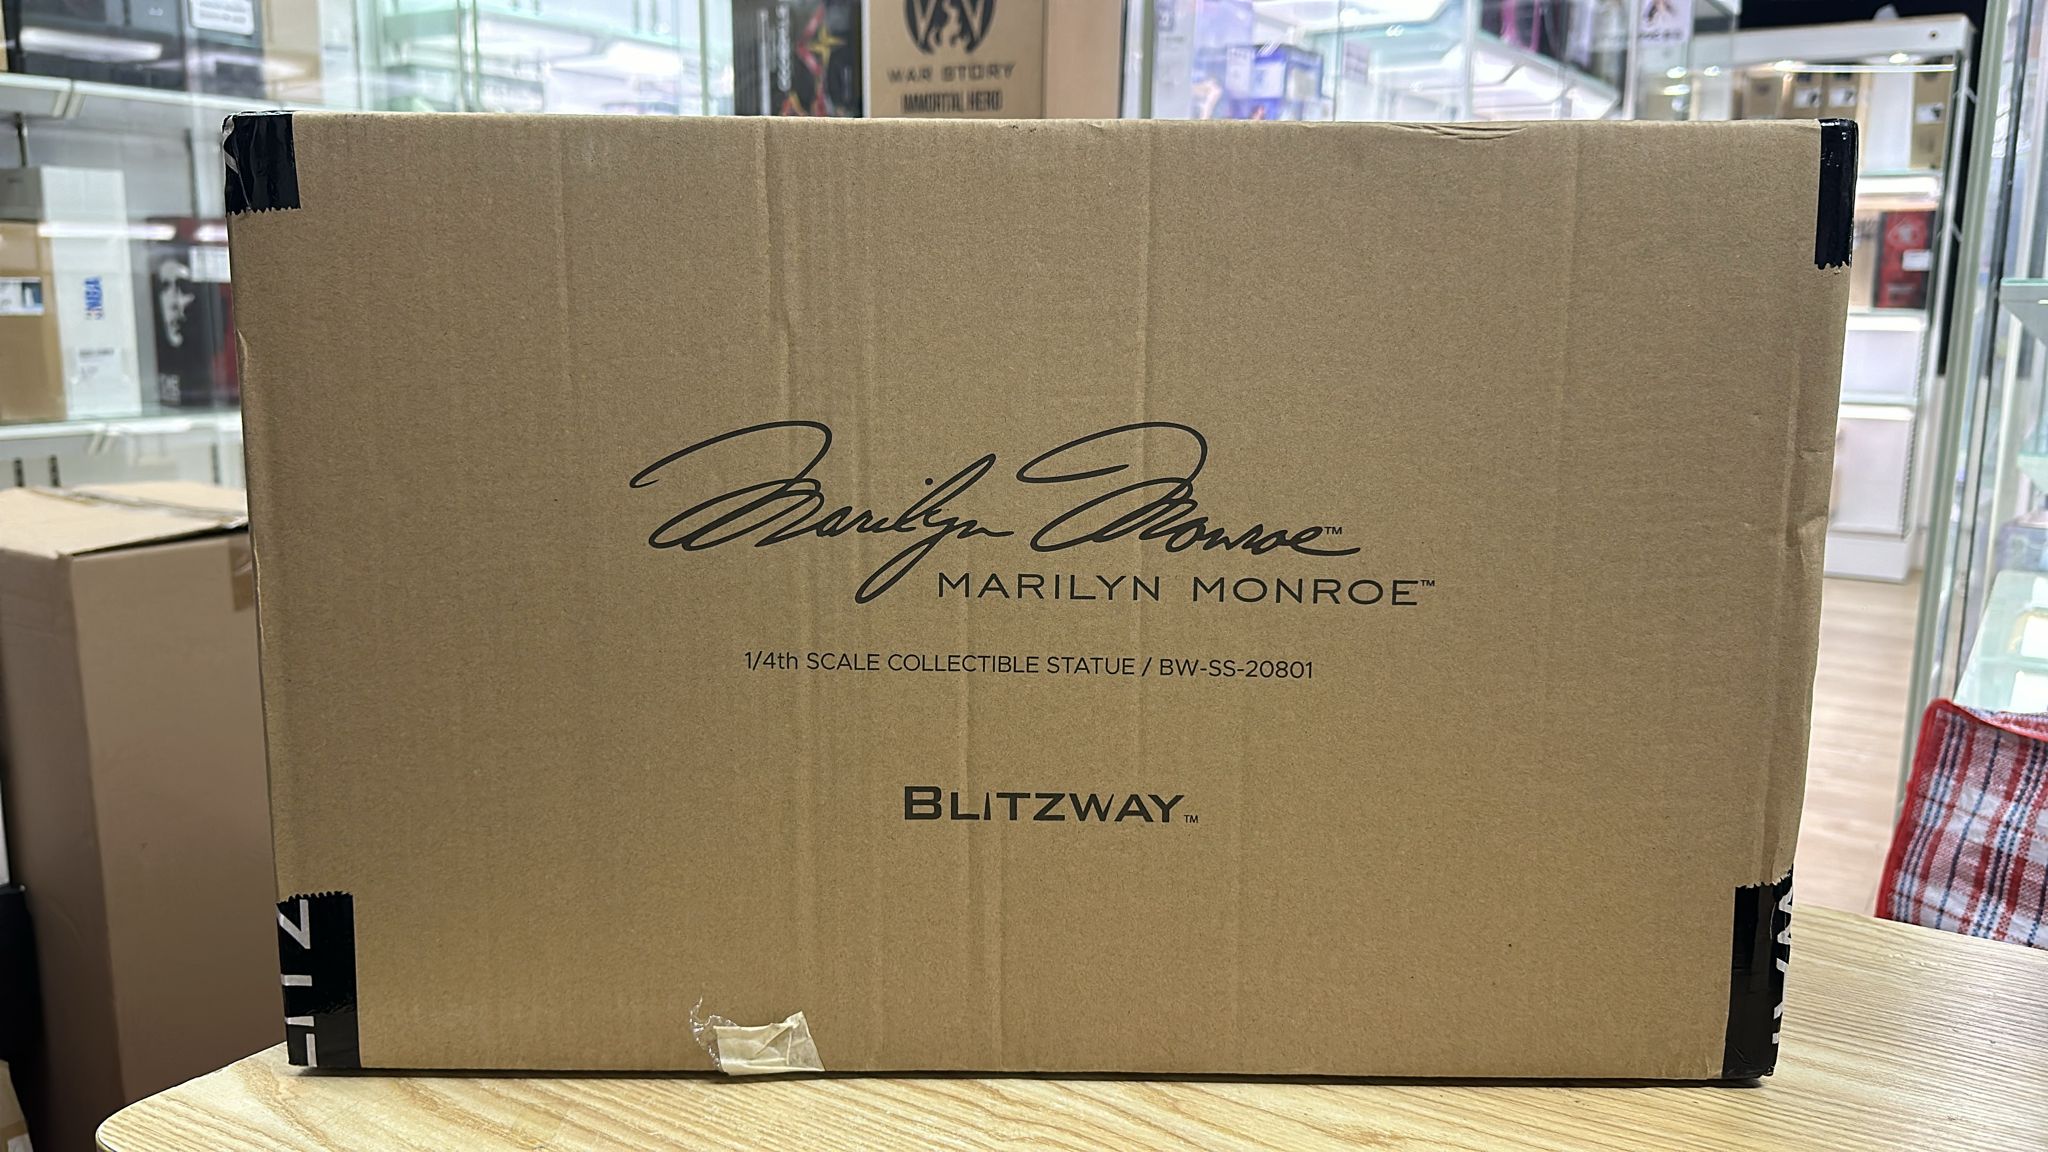 WAR STORY
IMMORTAL HERO
NBA
Marilyn Monroe™
MARILYN MONROE™
1/4th SCALE COLLECTIBLE STATUE / BW-SS-20801
BLITZWAY™